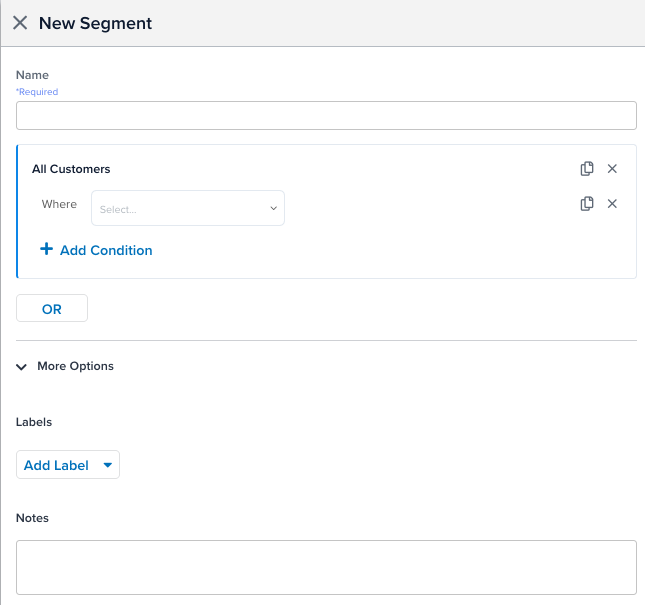 New Segment
Name
*Required
All Customers
Where
Select...
Add Condition
OR
More Options
Labels
Add Label
Notes